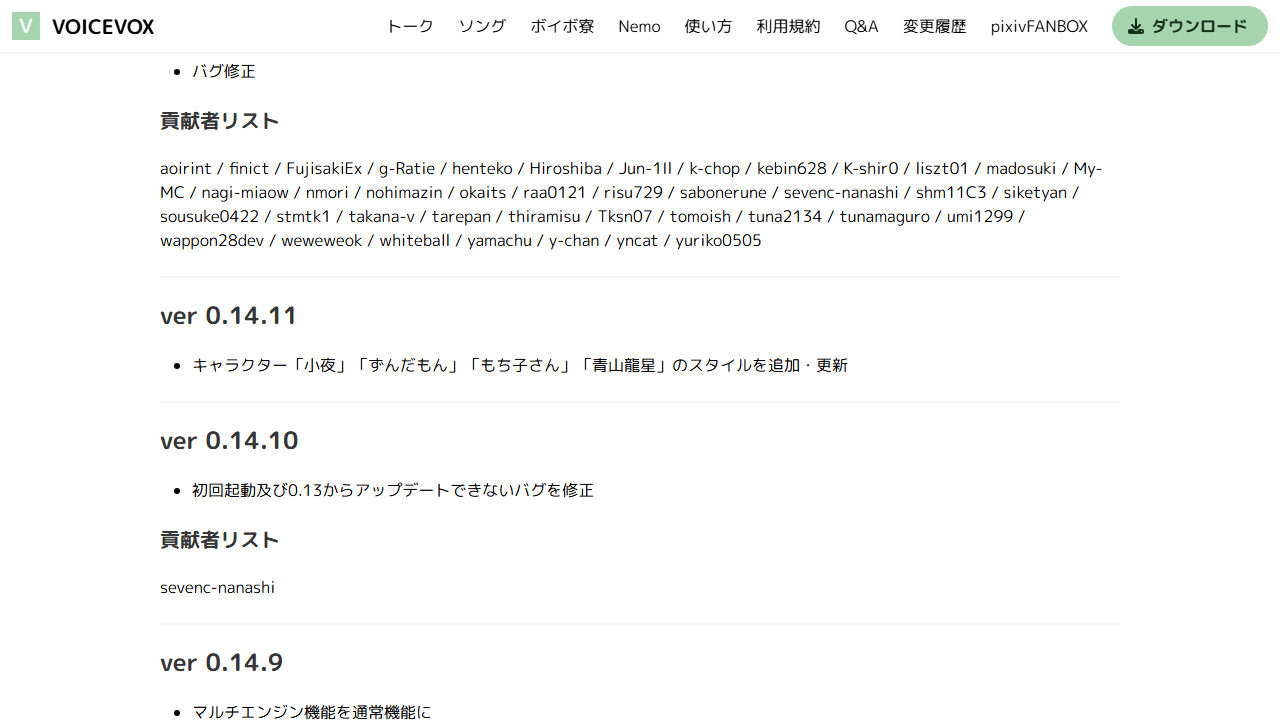 VOICEVOX
トーク ソング ボイボ寮 Nemo 使い方 利用規約 Q&A 変更履歴 pixivFANBOX ダウンロード
バグ修正
貢献者リスト
aoirint / finict / FujisakiEx / g-Ratie / henteko / Hiroshiba / Jun-1ll / k-chop / kebin628 / K-shir0 / liszt01 / madosuki / My-
MC / nagi-miaow / nmori / nohimazin / okaits / raa0121 / risu729 / sabonerune / sevenc-nanashi / shm11C3 / siketyan /
sousuke0422 / stmtk1 / takana-v / tarepan / thiramisu / Tksn07 / tomoish / tuna2134 / tunamaguro / umi1299 /
wappon28dev / weweweok / whiteball / yamachu / y-chan / yncat / yuriko0505
ver 0.14.11
キャラクター「小夜」「ずんだもん」「もち子さん」「青山龍星」のスタイルを追加・更新
ver 0.14.10
初回起動及び0.13からアップデートできないバグを修正
貢献者リスト
sevenc-nanashi
ver 0.14.9
マルチエンジン機能を通常機能に